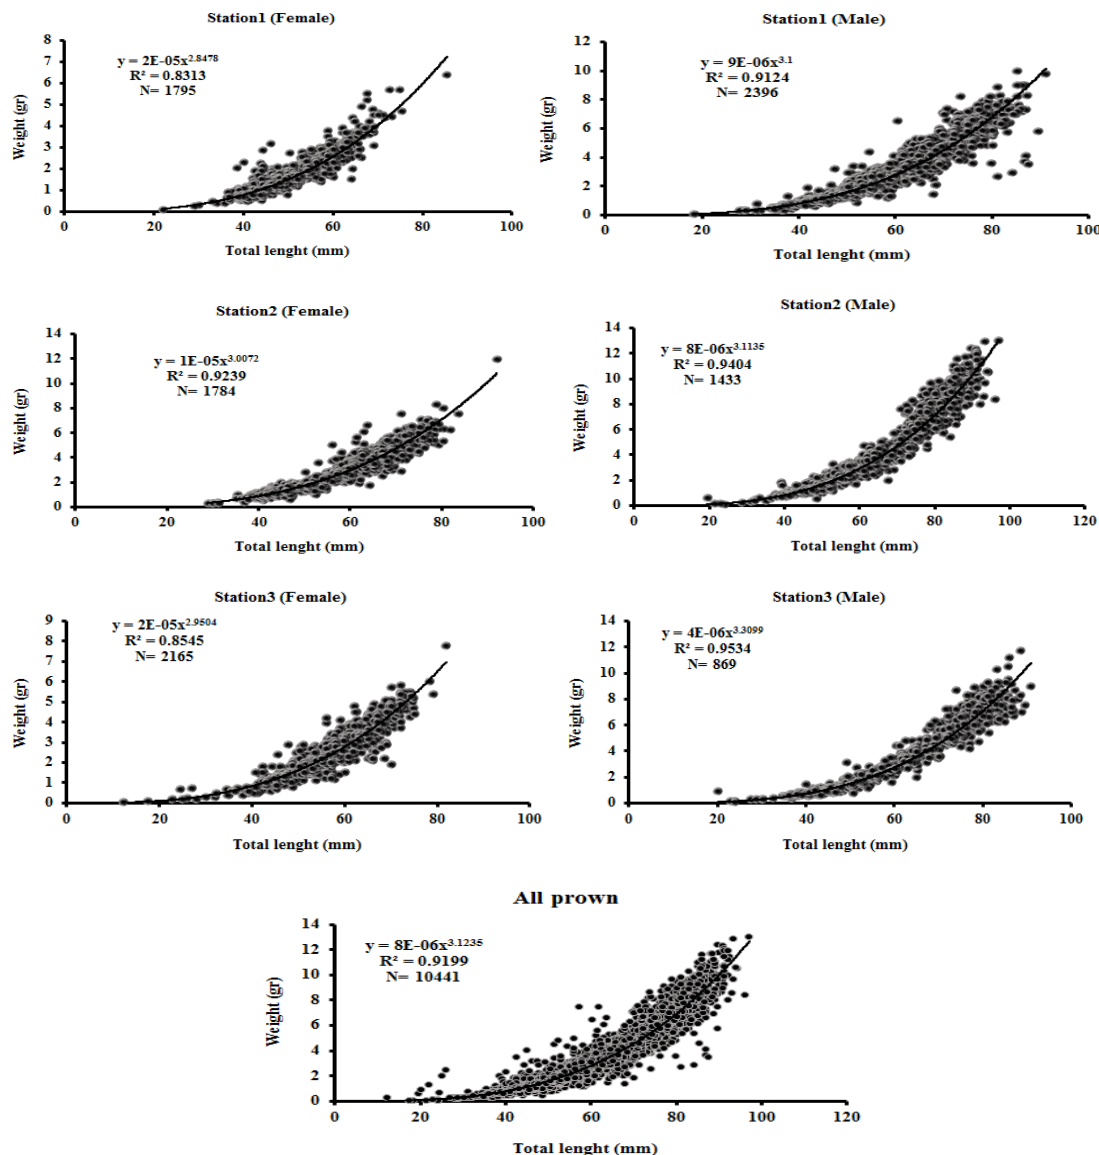 Station1 (Female)
y = 2E-05x^2.8478
R² = 0.8313
N= 1795
Weight (gr)
8
7
6
5
4
3
2
1
0
0 20 40 60 80 100
Total lenght (mm)
Station1 (Male)
y = 9E-06x^3.1
R² = 0.9124
N= 2396
Weight (gr)
12
10
8
6
4
2
0
0 20 40 60 80 100
Total lenght (mm)
Station2 (Female)
y = 1E-05x^3.0072
R² = 0.9239
N= 1784
Weight (gr)
14
12
10
8
6
4
2
0
0 20 40 60 80 100
Total lenght (mm)
Station2 (Male)
y = 8E-06x^3.1135
R² = 0.9404
N= 1433
Weight (gr)
14
12
10
8
6
4
2
0
0 20 40 60 80 100 120
Total lenght (mm)
Station3 (Female)
y = 2E-05x^2.9504
R² = 0.8545
N= 2165
Weight (gr)
9
8
7
6
5
4
3
2
1
0
0 20 40 60 80 100
Total lenght (mm)
Station3 (Male)
y = 4E-06x^3.3099
R² = 0.9534
N= 869
Weight (gr)
14
12
10
8
6
4
2
0
0 20 40 60 80 100
Total lenght (mm)
All prown
y = 8E-06x^3.1235
R² = 0.9199
N= 10441
Weight (gr)
14
12
10
8
6
4
2
0
0 20 40 60 80 100 120
Total lenght (mm)